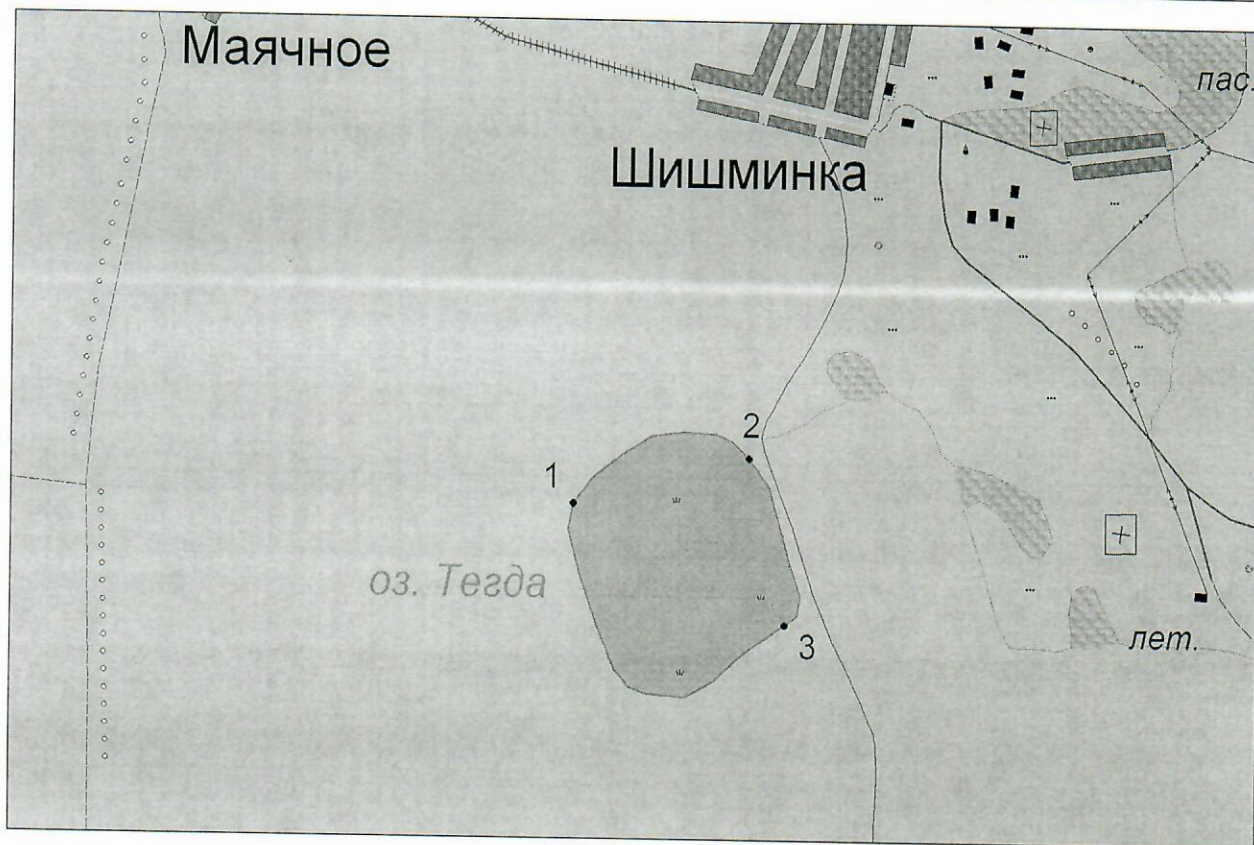 Маячное
пас.
Шишминка
2
1
оз. Тегда
3
лет.